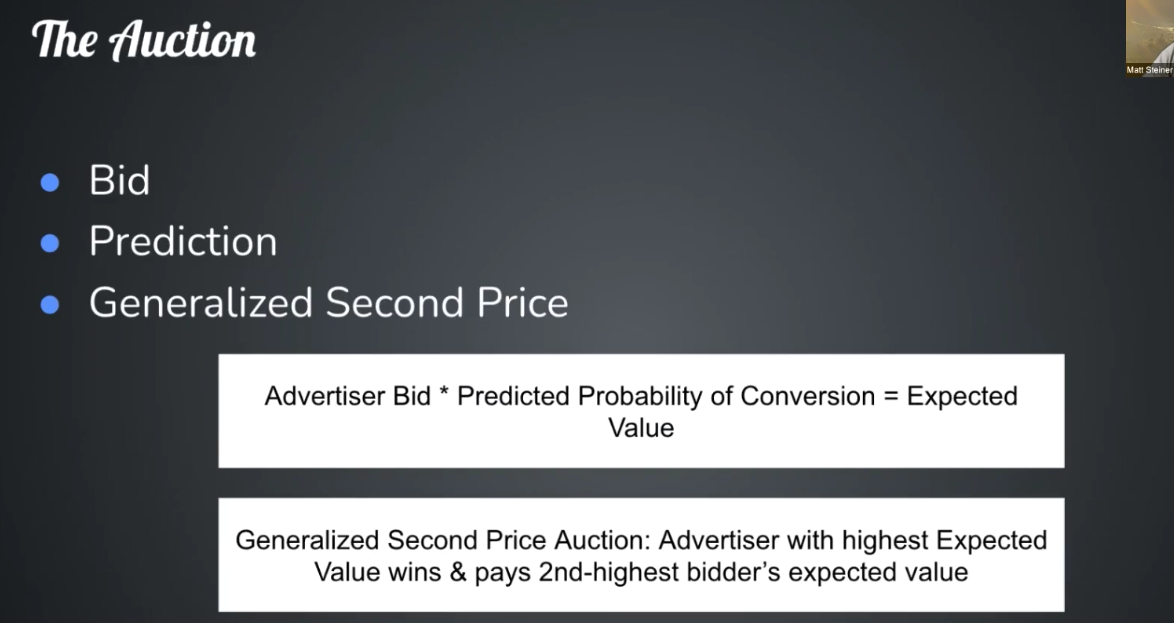 The Auction
Matt Steiner
Bid
Prediction
Generalized Second Price
Advertiser Bid * Predicted Probability of Conversion = Expected
Value
Generalized Second Price Auction: Advertiser with highest Expected
Value wins & pays 2nd-highest bidder’s expected value